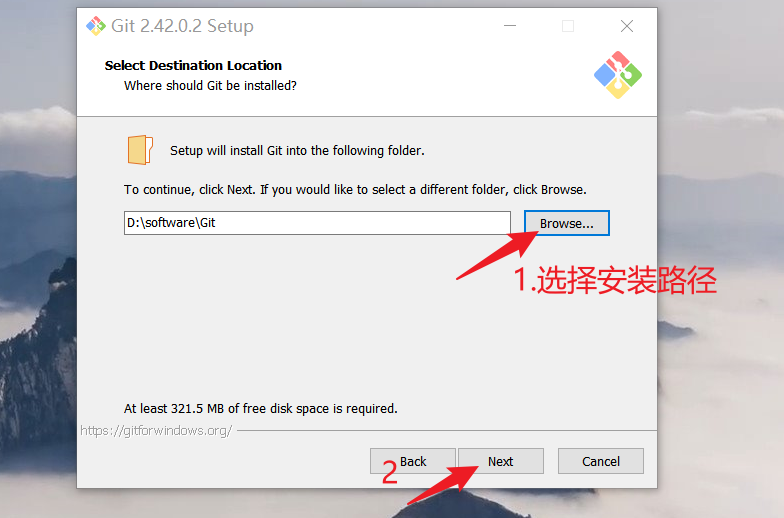 Git 2.42.0.2 Setup
Select Destination Location
Where should Git be installed?
Setup will install Git into the following folder.
To continue, click Next. If you would like to select a different folder, click Browse.
D:\software\Git
Browse...
1.选择安装路径
At least 321.5 MB of free disk space is required.
https://gitforwindows.org/
Back
Next
Cancel
2